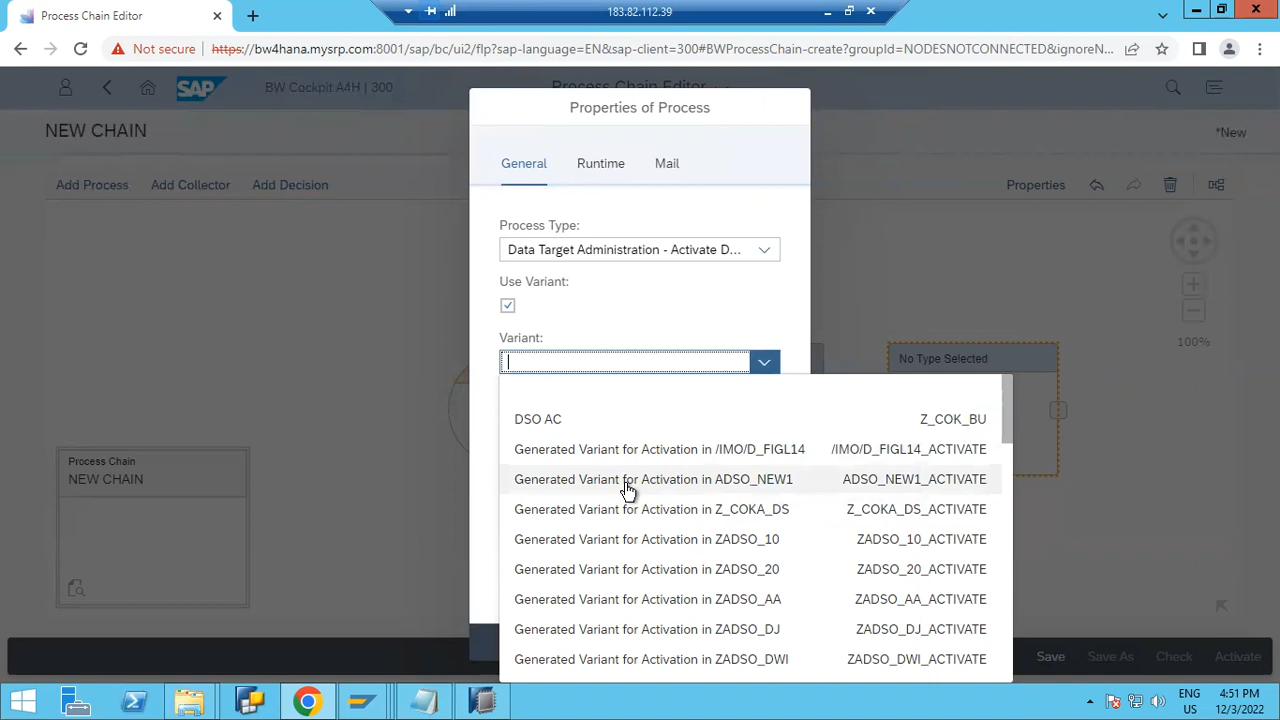 Process Chain Editor
183.82.112.39
Not secure
https://bw4hana.mysrp.com:8001/sap/bc/ui2/flp?sap-language=EN&sap-client=300#BWProcessChain-create?groupId=NODESNOTCONNECTED&ignoreN...
SAP
BW Cockpit A4H | 300
Process Chain Editor
NEW CHAIN
*New
Add Process
Add Collector
Add Decision
Properties
Properties of Process
General
Runtime
Mail
Process Type:
Data Target Administration - Activate D...
Use Variant:
Variant:
DSO AC Z_COK_BU
Generated Variant for Activation in /IMO/D_FIGL14 /IMO/D_FIGL14_ACTIVATE
Generated Variant for Activation in ADSO_NEW1 ADSO_NEW1_ACTIVATE
Generated Variant for Activation in Z_COKA_DS Z_COKA_DS_ACTIVATE
Generated Variant for Activation in ZADSO_10 ZADSO_10_ACTIVATE
Generated Variant for Activation in ZADSO_20 ZADSO_20_ACTIVATE
Generated Variant for Activation in ZADSO_AA ZADSO_AA_ACTIVATE
Generated Variant for Activation in ZADSO_DJ ZADSO_DJ_ACTIVATE
Generated Variant for Activation in ZADSO_DWI ZADSO_DWI_ACTIVATE
No Type Selected
100%
Process Chain
NEW CHAIN
Save
Save As
Check
Activate
ENG
US
4:51 PM
12/3/2022